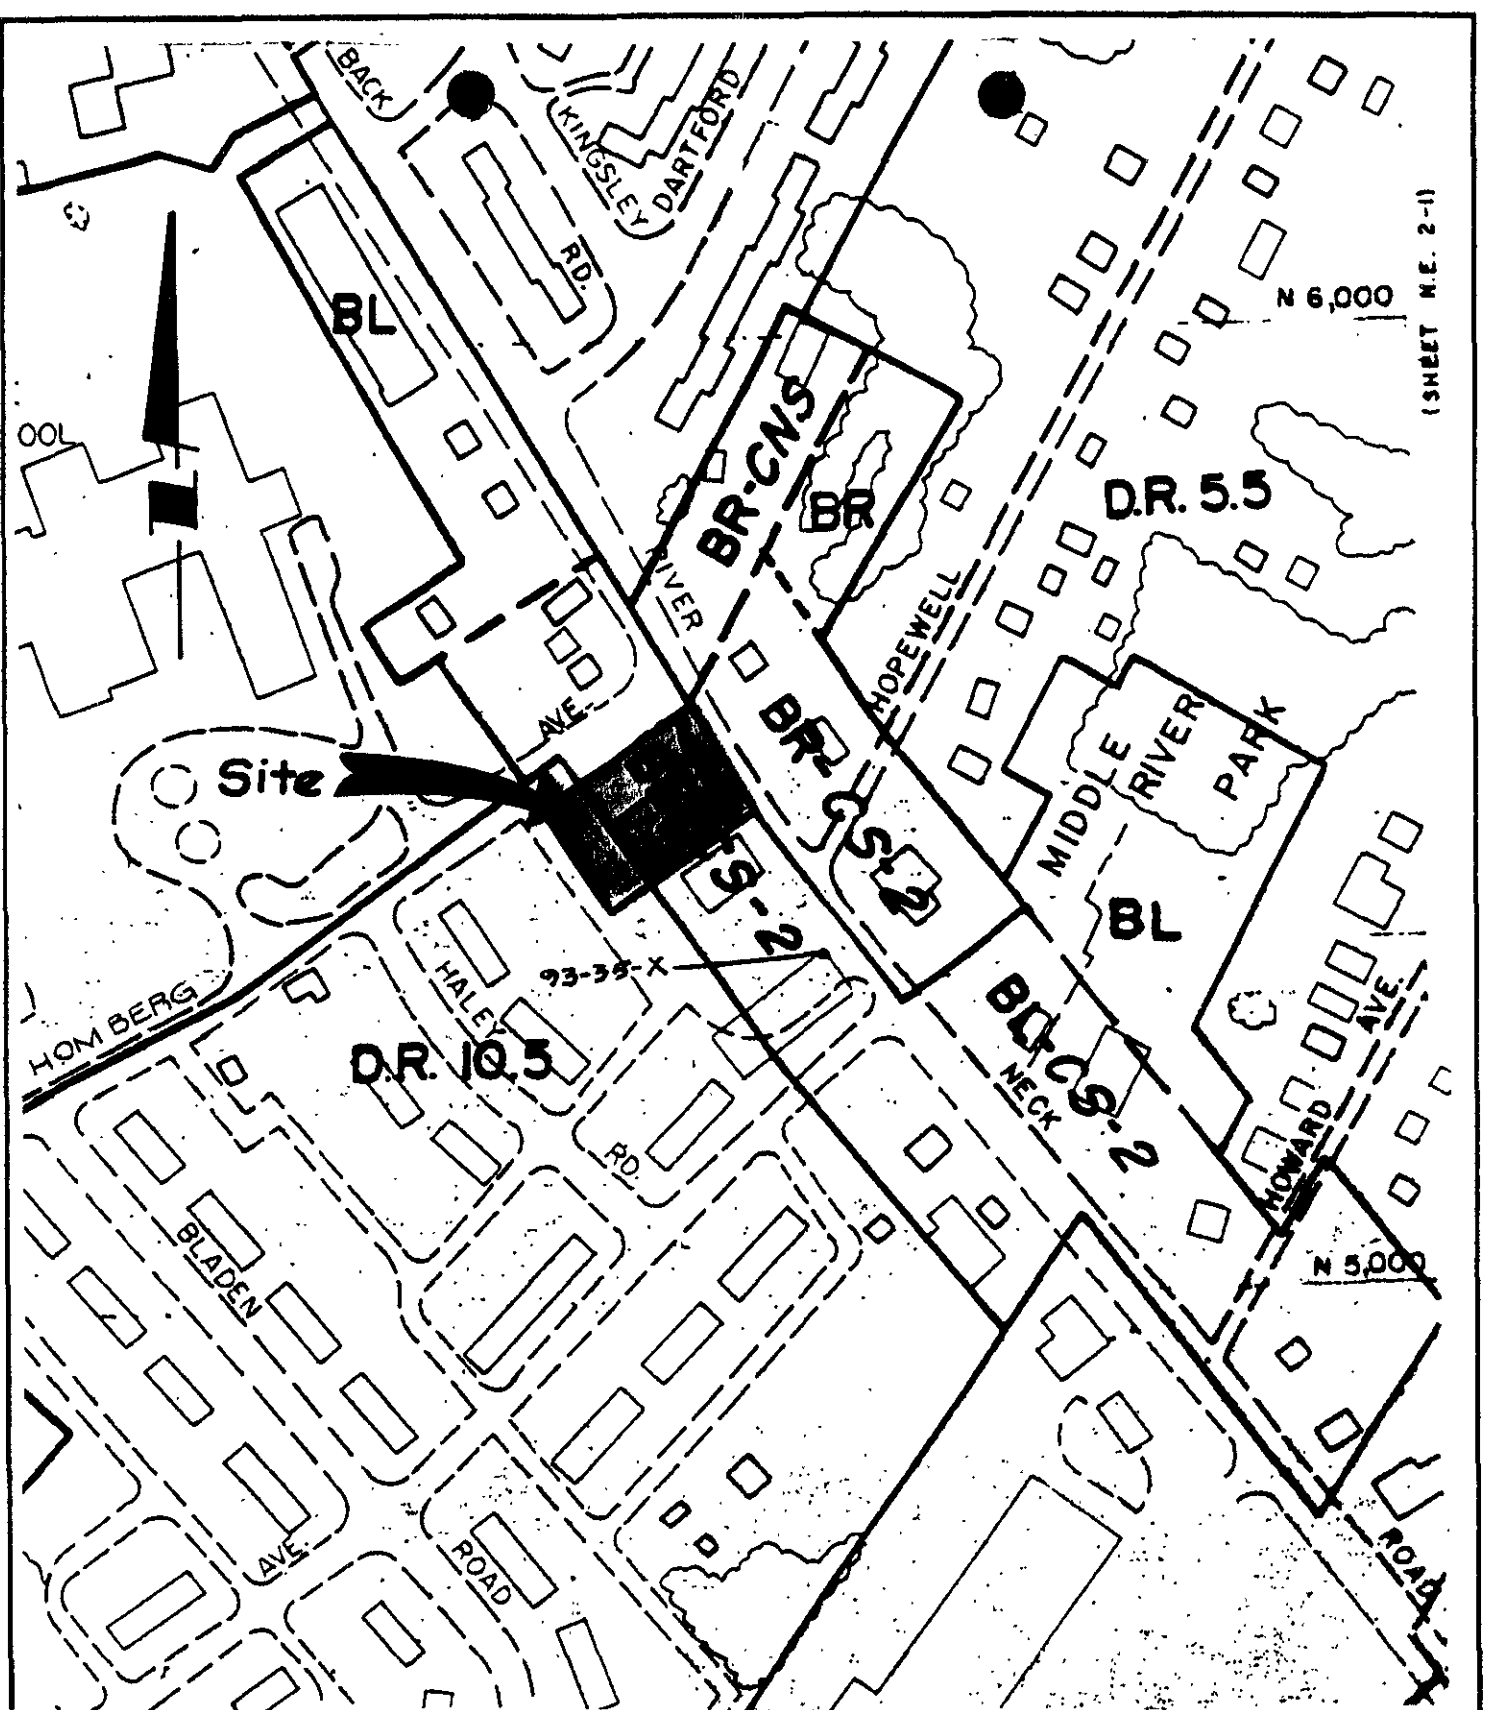 BACK
KINGSLEY
DARTFORD
RD.
(SHEET N.E. 2-1)
N 6,000
BL
OOL
BR-CNS
BR
D.R. 5.5
RIVER
HOPEWELL
AVE.
Site
BR-CS-2
MIDDLE
RIVER
PARK
-S-2
BL
93-35-X
HALEY
HOMBERG
D.R. 10.5
BL-CS-2
NECK
AVE.
HOWARD
RD.
BLADEN
N 5,000
AVE.
ROAD
ROAD